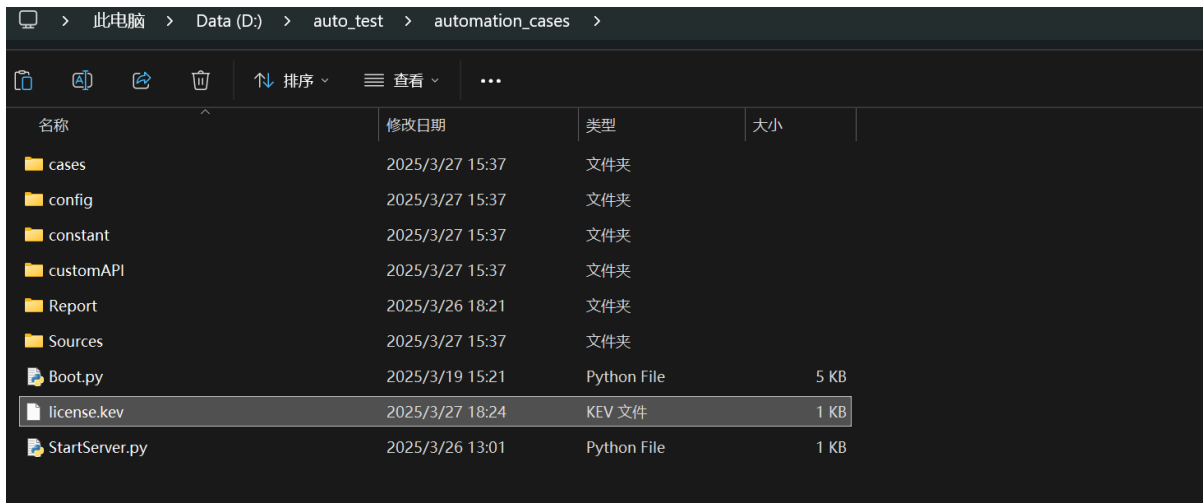 此电脑 > Data (D:) > auto_test > automation_cases >
排序 查看
名称 修改日期 类型 大小
cases 2025/3/27 15:37 文件夹
config 2025/3/27 15:37 文件夹
constant 2025/3/27 15:37 文件夹
customAPI 2025/3/27 15:37 文件夹
Report 2025/3/26 18:21 文件夹
Sources 2025/3/27 15:37 文件夹
Boot.py 2025/3/19 15:21 Python File 5 KB
license.kev 2025/3/27 18:24 KEV 文件 1 KB
StartServer.py 2025/3/26 13:01 Python File 1 KB